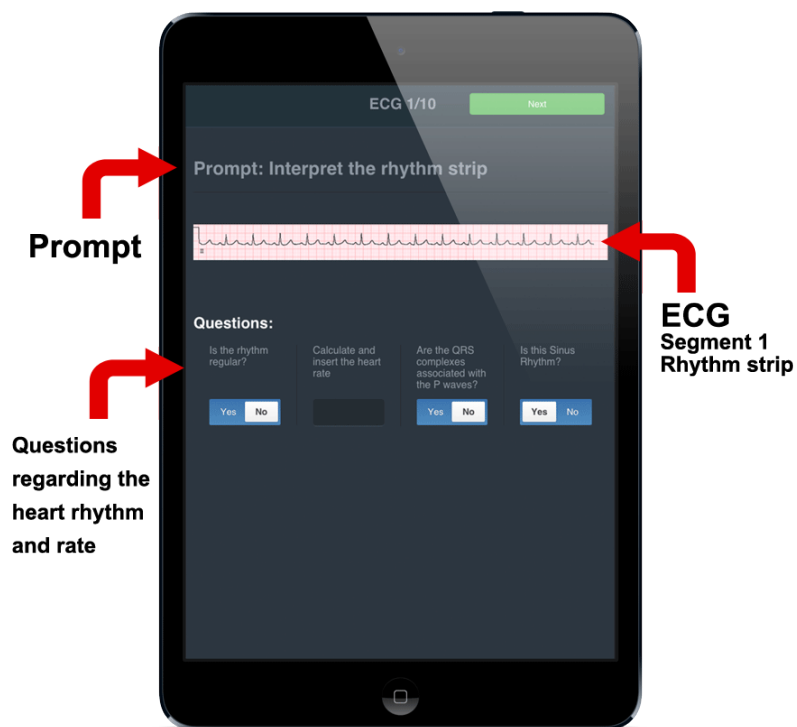 ECG 1/10
Next
Prompt: Interpret the rhythm strip
Prompt
ECG
Segment 1
Rhythm strip
Questions:
Is the rhythm
regular?
Yes No
Calculate and
insert the heart
rate
Are the QRS
complexes
associated with
the P waves?
Yes No
Is this Sinus
Rhythm?
Yes No
Questions
regarding the
heart rhythm
and rate